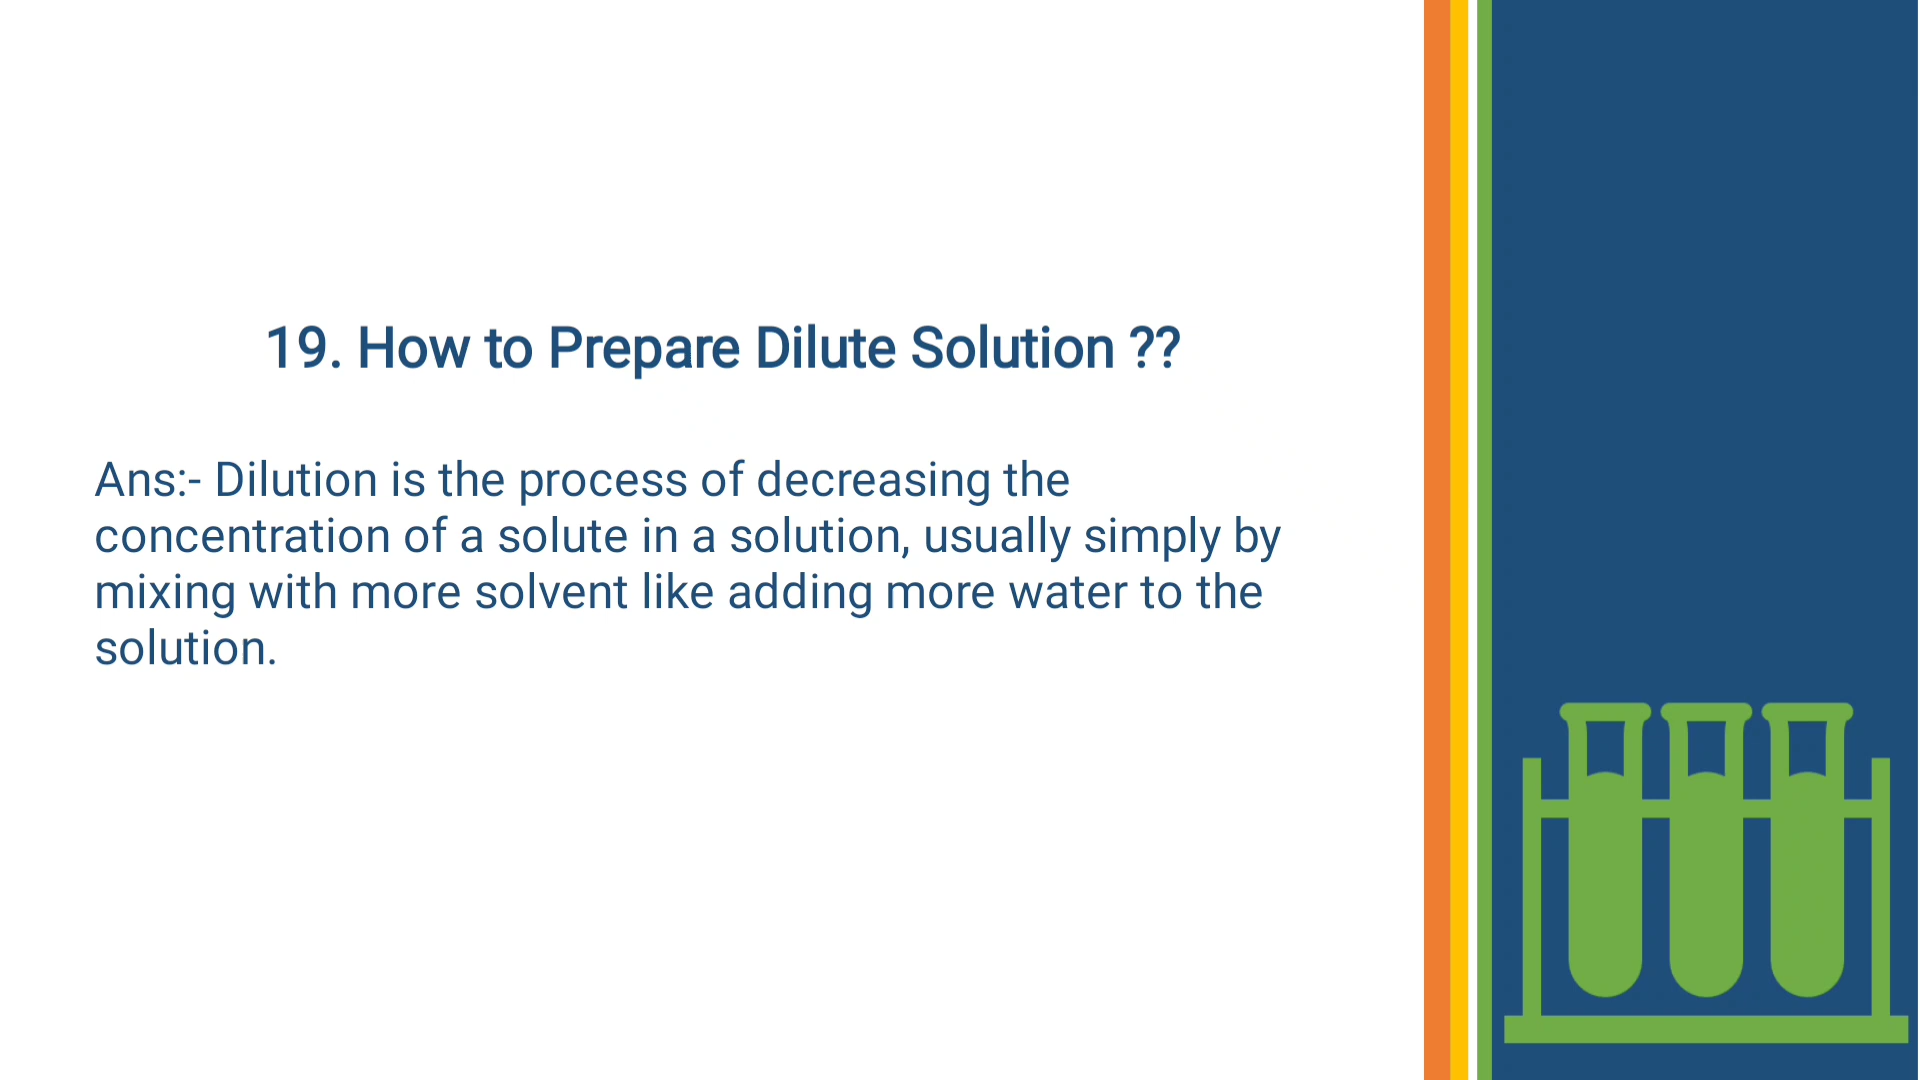 19. How to Prepare Dilute Solution ??
Ans:- Dilution is the process of decreasing the
concentration of a solute in a solution, usually simply by
mixing with more solvent like adding more water to the
solution.